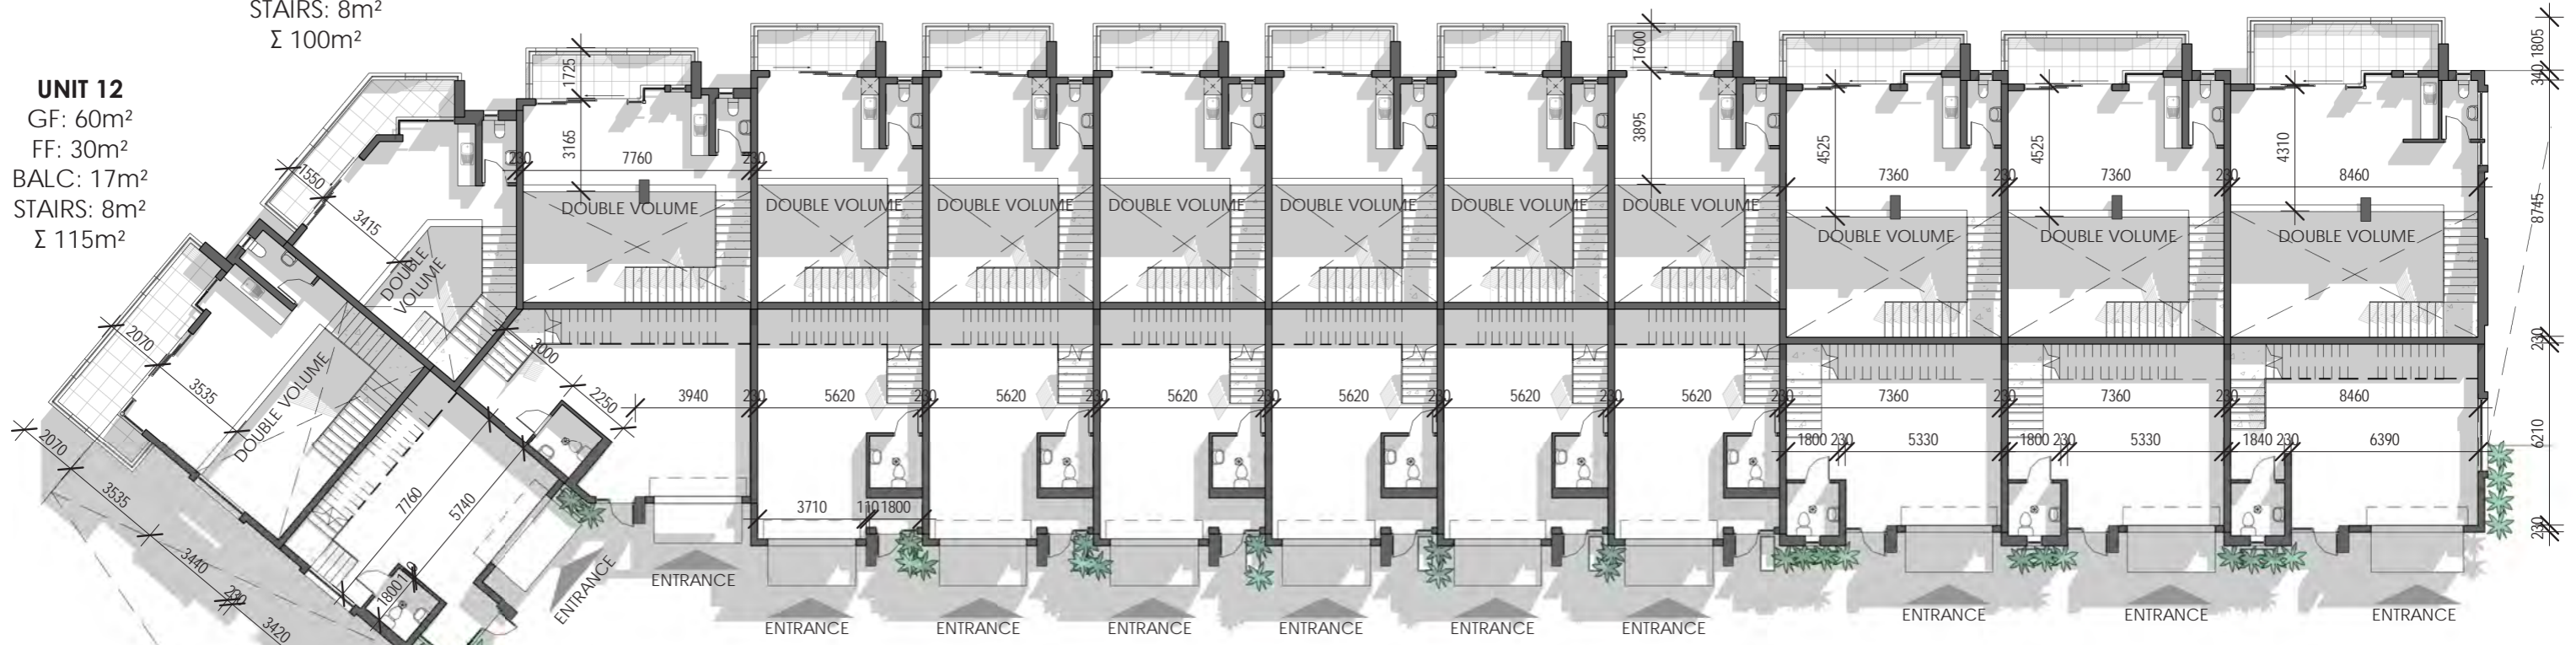 STAIRS: 8m²
Σ 100m²
UNIT 12
GF: 60m²
FF: 30m²
BALC: 17m²
STAIRS: 8m²
Σ 115m²
1725
1600
340 1805
3165
3895
4525
4525
4310
230
7760
230
7360
230
7360
230
8460
8745
1550
3415
DOUBLE VOLUME
DOUBLE VOLUME
DOUBLE VOLUME
DOUBLE VOLUME
DOUBLE VOLUME
DOUBLE VOLUME
DOUBLE VOLUME
DOUBLE VOLUME
DOUBLE VOLUME
DOUBLE VOLUME
DOUBLE
VOLUME
DOUBLE VOLUME
2070
3535
3000
2250
230
3940
230
5620
230
5620
230
5620
230
5620
230
5620
230
5620
230
7360
230
7360
230
8460
1800 230
5330
1800 230
5330
1840 230
6390
6210
230
2070
3535
3440
230
3420
7760
5740
1800
110
3710
110
1800
ENTRANCE
ENTRANCE
ENTRANCE
ENTRANCE
ENTRANCE
ENTRANCE
ENTRANCE
ENTRANCE
ENTRANCE
ENTRANCE
ENTRANCE